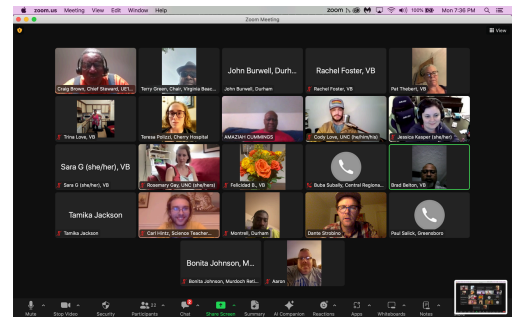 zoom.us Meeting View Edit Window Help
zoom 100% Mon 7:36 PM
Zoom Meeting
View
Craig Brown, Chief Steward, UE1...
Terry Green, Chair, Virginia Beac...
John Burwell, Durh...
John Burwell, Durham
Rachel Foster, VB
Rachel Foster, VB
Pat Thebert, VB
Trina Love, VB
Teresa Polizzi, Cherry Hospital
AMAZIAH CUMMINGS
Cody Love, UNC (he/him/his)
Jessica Kasper (she/her)
Sara G (she/her), VB
Sara G (she/her), VB
Rosemary Gay, UNC (she/hers)
Felicidad B., VB
Buba Subally, Central Regiona...
Brad Belton, VB
Tamika Jackson
Tamika Jackson
Carl Hintz, Science Teacher...
Montrell, Durham
Dante Strobino
Paul Salick, Greensboro
Bonita Johnson, M...
Bonita Johnson, Murdoch Reti...
Aaron
Mute
Stop Video
Security
Participants
Chat
Share Screen
Summary
AI Companion
Reactions
Apps
Whiteboards
Notes